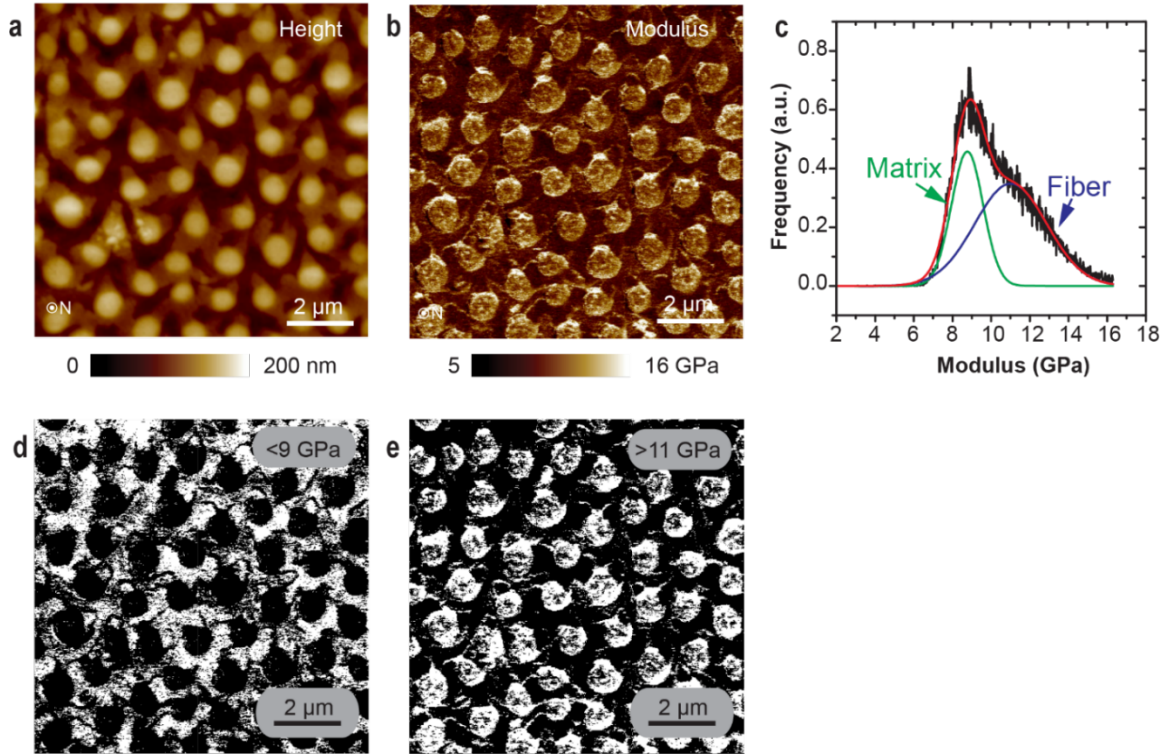 a
Height
⊙N
2 μm
0
200 nm
b
Modulus
⊙N
2 μm
5
16 GPa
c
0.8
0.6
0.4
0.2
0.0
Frequency (a.u.)
Matrix
Fiber
2 4 6 8 10 12 14 16 18
Modulus (GPa)
d
<9 GPa
2 μm
e
>11 GPa
2 μm